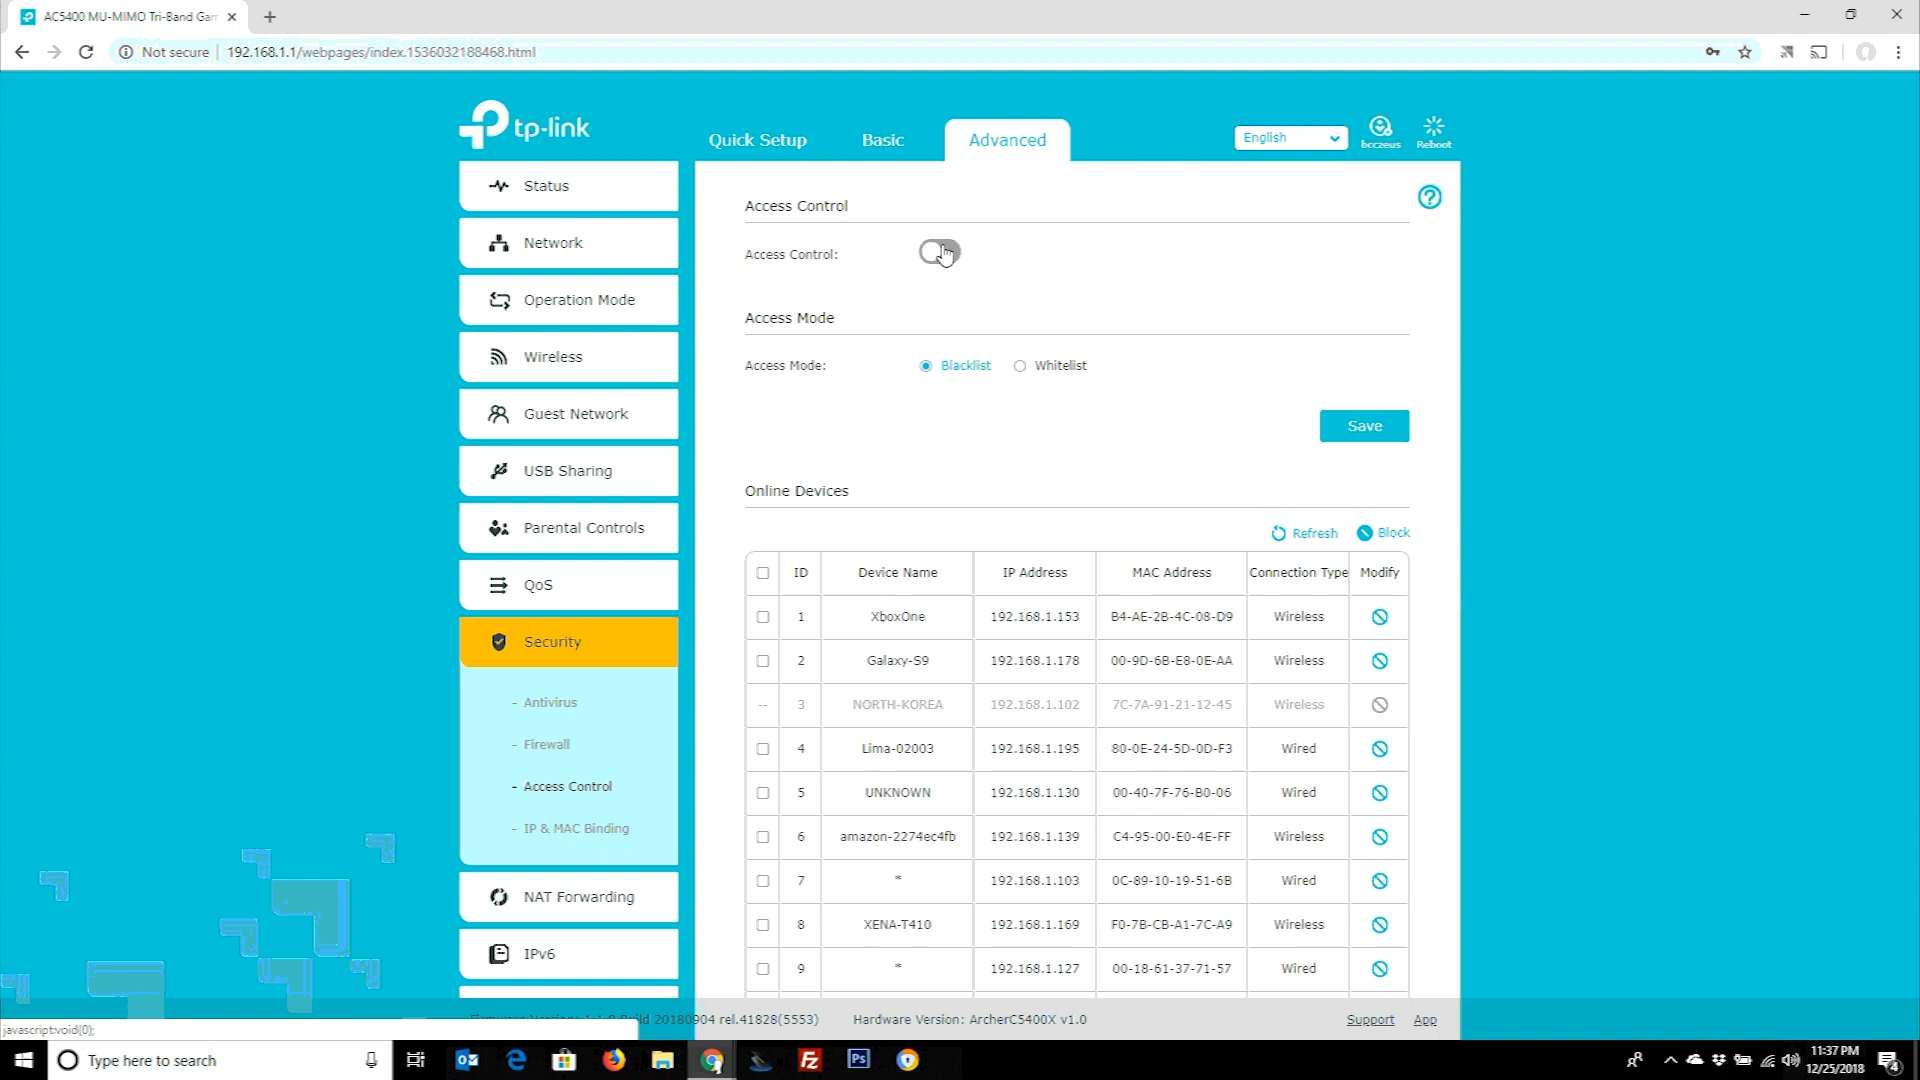 AC5400 MU-MIMO Tri-Band Gam
Not secure | 192.168.1.1/webpages/index.1536032188468.html
tp-link
Quick Setup Basic Advanced
English
bcczeus Reboot
Status
Network
Operation Mode
Wireless
Guest Network
USB Sharing
Parental Controls
QoS
Security
- Antivirus
- Firewall
- Access Control
- IP & MAC Binding
NAT Forwarding
IPv6
Access Control
Access Control:
Access Mode
Access Mode: Blacklist Whitelist
Save
Online Devices
Refresh Block
ID Device Name IP Address MAC Address Connection Type Modify
1 XboxOne 192.168.1.153 B4-AE-2B-4C-08-D9 Wireless
2 Galaxy-S9 192.168.1.178 00-9D-6B-E8-0E-AA Wireless
-- 3 NORTH-KOREA 192.168.1.102 7C-7A-91-21-12-45 Wireless
4 Lima-02003 192.168.1.195 80-0E-24-5D-0D-F3 Wired
5 UNKNOWN 192.168.1.130 00-40-7F-76-B0-06 Wired
6 amazon-2274ec4fb 192.168.1.139 C4-95-00-E0-4E-FF Wireless
7 * 192.168.1.103 0C-89-10-19-51-6B Wired
8 XENA-T410 192.168.1.169 F0-7B-CB-A1-7C-A9 Wireless
9 * 192.168.1.127 00-18-61-37-71-57 Wired
20180904 rel.41828(5553) Hardware Version: ArcherC5400X v1.0 Support App
javascript:void(0);
Type here to search
11:37 PM
12/25/2018
4